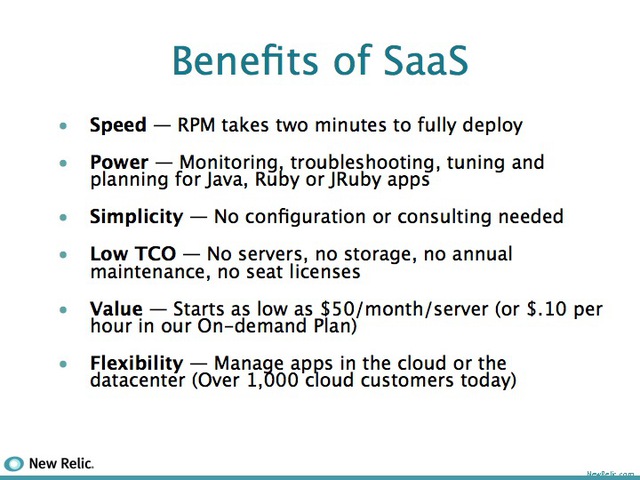 Benefits of SaaS
• Speed — RPM takes two minutes to fully deploy
• Power — Monitoring, troubleshooting, tuning and
planning for Java, Ruby or JRuby apps
• Simplicity — No configuration or consulting needed
• Low TCO — No servers, no storage, no annual
maintenance, no seat licenses
• Value — Starts as low as $50/month/server (or $.10 per
hour in our On-demand Plan)
• Flexibility — Manage apps in the cloud or the
datacenter (Over 1,000 cloud customers today)
New Relic.
NewRelic.com